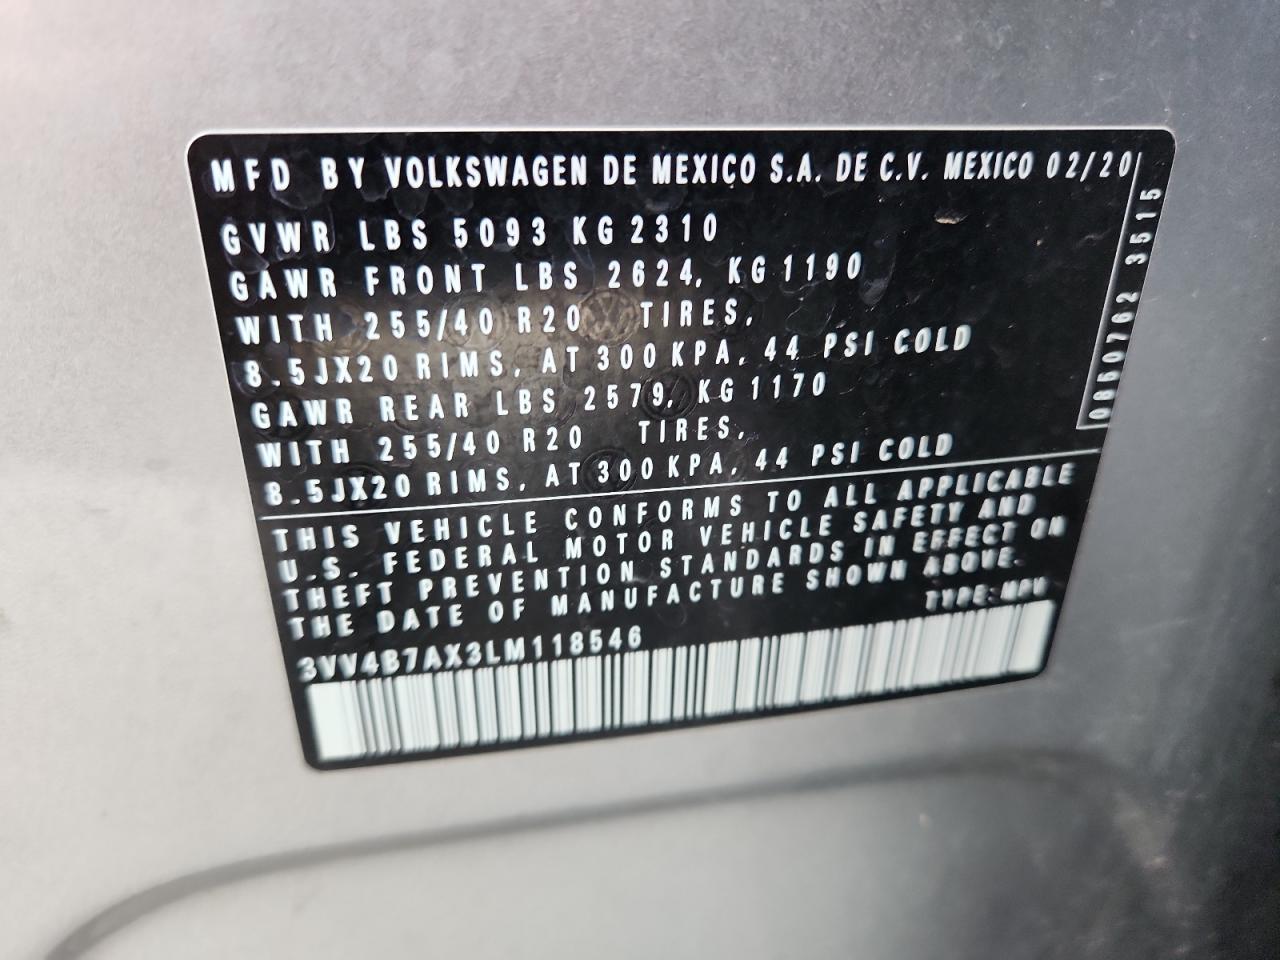 MFD BY VOLKSWAGEN DE MEXICO S.A. DE C.V. MEXICO 02/20
GVWR LBS 5093 KG 2310
GAWR FRONT LBS 2624, KG 1190
WITH 255/40 R20 TIRES,
8.5JX20 RIMS, AT 300 KPA, 44 PSI COLD
GAWR REAR LBS 2579, KG 1170
WITH 255/40 R20 TIRES,
8.5JX20 RIMS, AT 300 KPA, 44 PSI COLD
0850762 3515
THIS VEHICLE CONFORMS TO ALL APPLICABLE
U.S. FEDERAL MOTOR VEHICLE SAFETY AND
THEFT PREVENTION STANDARDS IN EFFECT ON
THE DATE OF MANUFACTURE SHOWN ABOVE.
TYPE: MPV
3VV4B7AX3LM118546